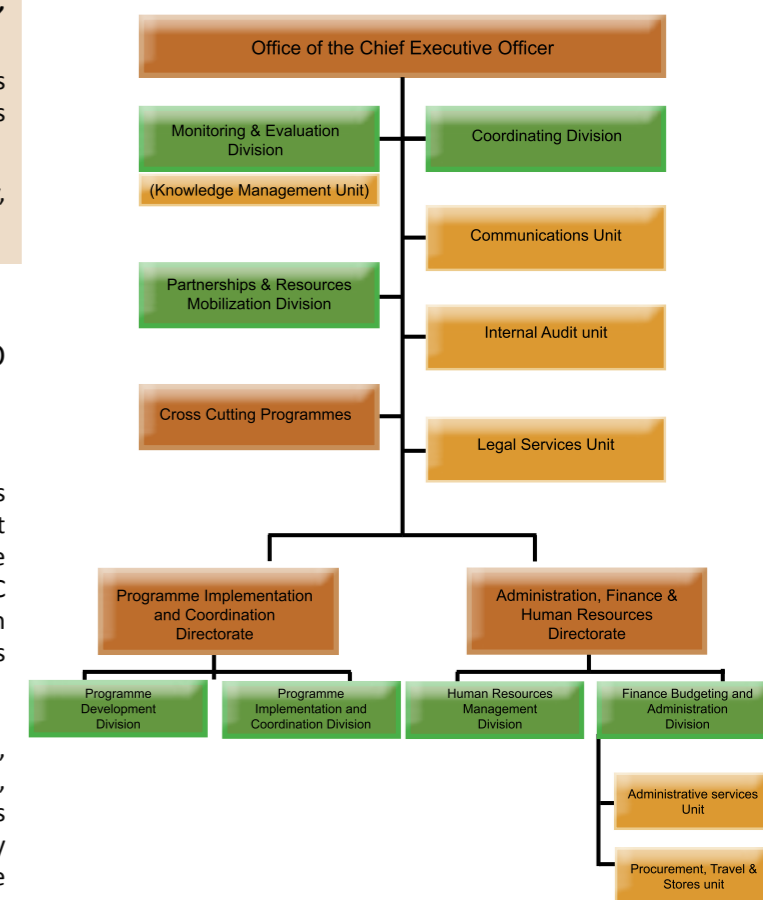 Office of the Chief Executive Officer
Monitoring & Evaluation
Division
Coordinating Division
(Knowledge Management Unit)
Communications Unit
Partnerships & Resources
Mobilization Division
Internal Audit unit
Cross Cutting Programmes
Legal Services Unit
Programme Implementation
and Coordination
Directorate
Administration, Finance &
Human Resources
Directorate
Programme
Development
Division
Programme
Implementation and
Coordination Division
Human Resources
Management
Division
Finance Budgeting and
Administration
Division
Administrative services
Unit
Procurement, Travel &
Stores unit